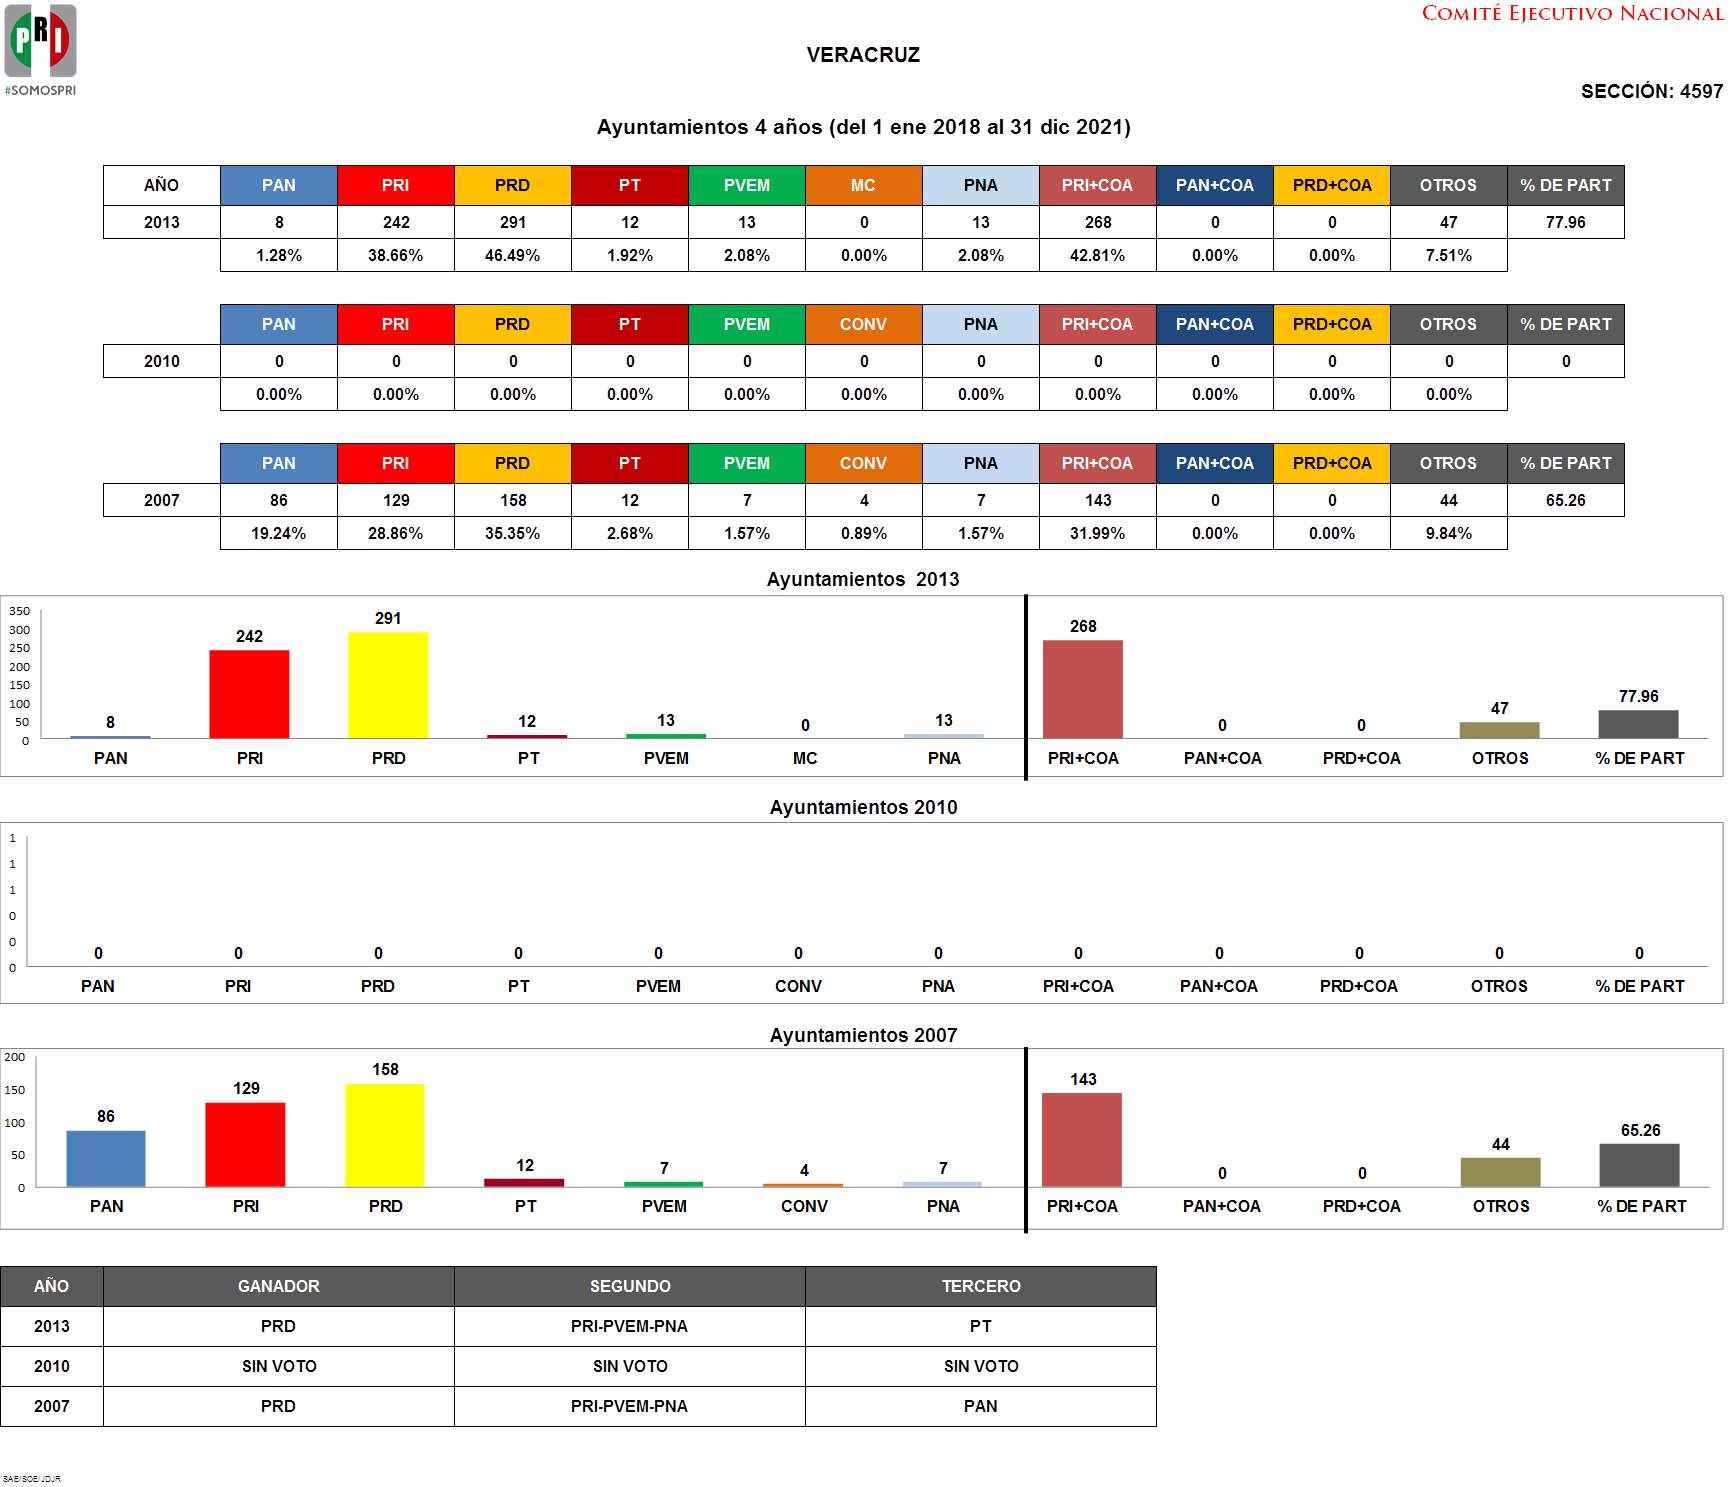 PRI
#SOMOSPRI
COMITÉ EJECUTIVO NACIONAL
VERACRUZ
SECCIÓN: 4597
Ayuntamientos 4 años (del 1 ene 2018 al 31 dic 2021)
AÑO PAN PRI PRD PT PVEM MC PNA PRI+COA PAN+COA PRD+COA OTROS % DE PART
2013 8 242 291 12 13 0 13 268 0 0 47 77.96
1.28% 38.66% 46.49% 1.92% 2.08% 0.00% 2.08% 42.81% 0.00% 0.00% 7.51%
PAN PRI PRD PT PVEM CONV PNA PRI+COA PAN+COA PRD+COA OTROS % DE PART
2010 0 0 0 0 0 0 0 0 0 0 0 0
0.00% 0.00% 0.00% 0.00% 0.00% 0.00% 0.00% 0.00% 0.00% 0.00% 0.00%
PAN PRI PRD PT PVEM CONV PNA PRI+COA PAN+COA PRD+COA OTROS % DE PART
2007 86 129 158 12 7 4 7 143 0 0 44 65.26
19.24% 28.86% 35.35% 2.68% 1.57% 0.89% 1.57% 31.99% 0.00% 0.00% 9.84%
Ayuntamientos 2013
350
300
250
200
150
100
50
0
8 242 291 12 13 0 13 268 0 0 47 77.96
PAN PRI PRD PT PVEM MC PNA PRI+COA PAN+COA PRD+COA OTROS % DE PART
Ayuntamientos 2010
1
1
1
0
0
0
0 0 0 0 0 0 0 0 0 0 0 0
PAN PRI PRD PT PVEM CONV PNA PRI+COA PAN+COA PRD+COA OTROS % DE PART
Ayuntamientos 2007
200
150
100
50
0
86 129 158 12 7 4 7 143 0 0 44 65.26
PAN PRI PRD PT PVEM CONV PNA PRI+COA PAN+COA PRD+COA OTROS % DE PART
AÑO GANADOR SEGUNDO TERCERO
2013 PRD PRI-PVEM-PNA PT
2010 SIN VOTO SIN VOTO SIN VOTO
2007 PRD PRI-PVEM-PNA PAN
SAE/SOE/JDJR